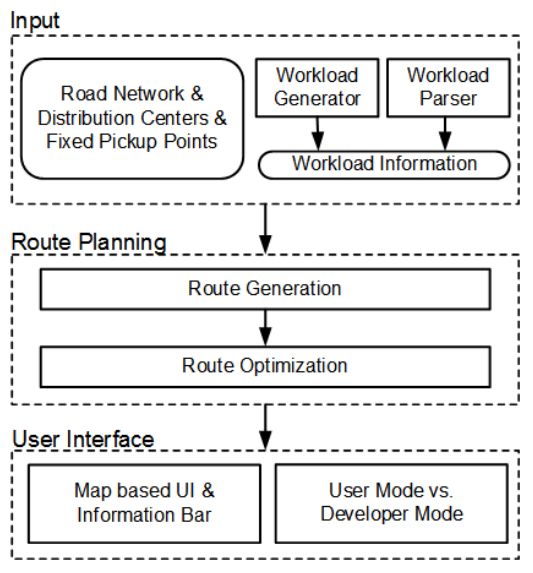 Input
Road Network &
Distribution Centers &
Fixed Pickup Points
Workload
Generator
Workload
Parser
Workload Information
Route Planning
Route Generation
Route Optimization
User Interface
Map based UI &
Information Bar
User Mode vs.
Developer Mode